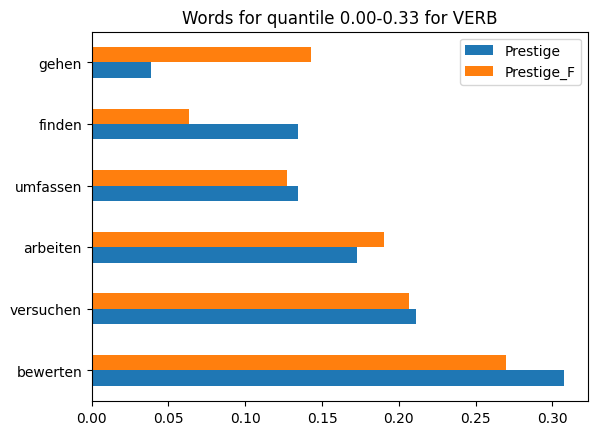 Words for quantile 0.00-0.33 for VERB
Prestige
Prestige_F
gehen
finden
umfassen
arbeiten
versuchen
bewerten
0.00 0.05 0.10 0.15 0.20 0.25 0.30